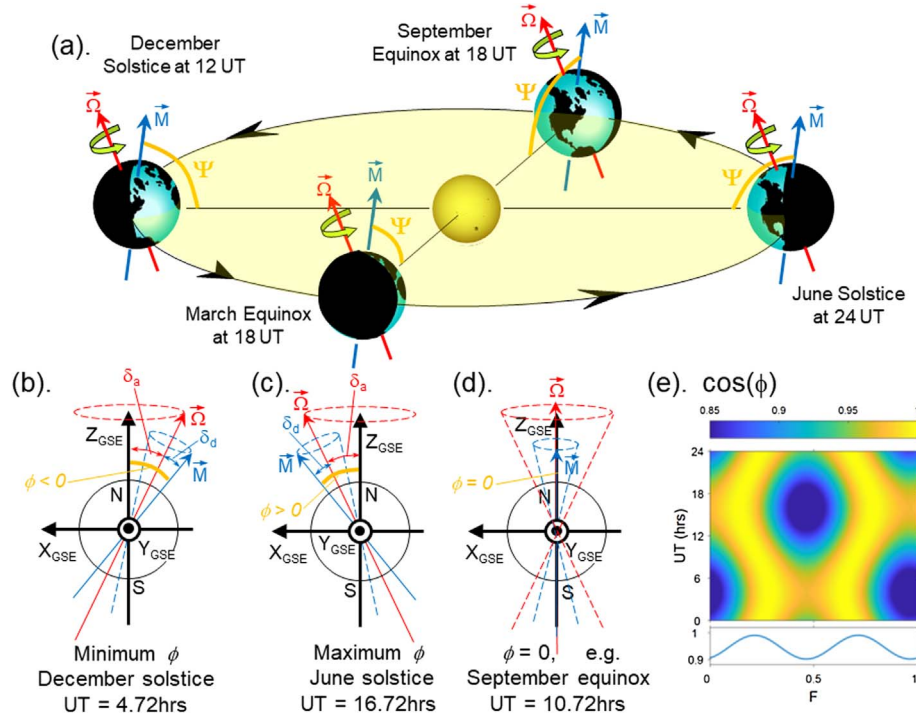 (a).
December
Solstice at 12 UT
September
Equinox at 18 UT
Ω⃗
M⃗
Ψ
Ω⃗
M⃗
Ψ
Ω⃗
M⃗
Ψ
Ω⃗
M⃗
Ψ
March Equinox
at 18 UT
June Solstice
at 24 UT
(b).
δa
Ω⃗
ZGSE
δd
M⃗
ϕ < 0
N
XGSE
YGSE
S
Minimum ϕ
December solstice
UT = 4.72hrs
(c).
δa
Ω⃗
δd
ZGSE
M⃗
ϕ > 0
N
XGSE
YGSE
S
Maximum ϕ
June solstice
UT = 16.72hrs
(d).
Ω⃗
ZGSE
M⃗
ϕ = 0
N
XGSE
YGSE
S
ϕ = 0, e.g.
September equinox
UT = 10.72hrs
(e). cos(ϕ)
0.85 0.95
24
18
12
6
0
UT (hrs)
1
0.9
0 0.5 1
F